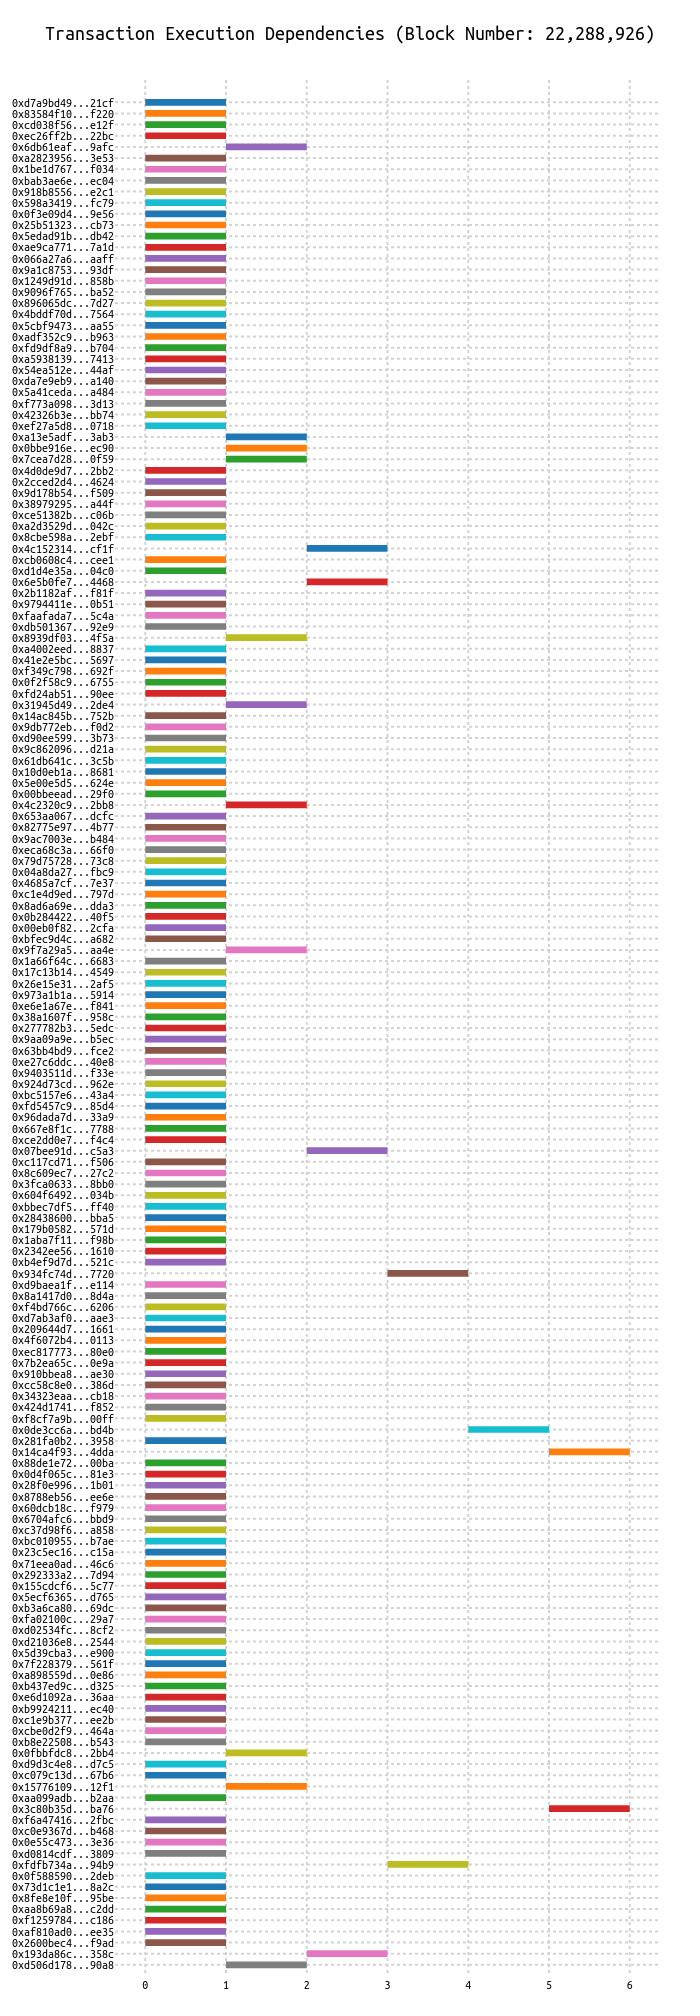 Transaction Execution Dependencies (Block Number: 22,288,926)
0xd7a9bd49...21cf
0x83584f10...f220
0xcd038f56...e12f
0xec26ff2b...22bc
0x6db61eaf...9afc
0xa2823956...3e53
0x1be1d767...f034
0xbab3ae6e...ec04
0x918b8556...e2c1
0x598a3419...fc79
0x0f3e09d4...9e56
0x25b51323...cb73
0x5edad91b...db42
0xae9ca771...7a1d
0x066a27a6...aaff
0x9a1c8753...93df
0x1249d91d...858b
0x9096f765...ba52
0x896065dc...7d27
0x4bddf70d...7564
0x5cbf9473...aa55
0xadf352c9...b963
0xfd9df8a9...b704
0xa5938139...7413
0x54ea512e...44af
0xda7e9eb9...a140
0x5a41ceda...a484
0xf773a098...3d13
0x42326b3e...bb74
0xef27a5d8...0718
0xa13e5adf...3ab3
0x0bbe916e...ec90
0x7cea7d28...0f59
0x4d0de9d7...2bb2
0x2cced2d4...4624
0x9d178b54...f509
0x38979295...a44f
0xce51382b...c06b
0xa2d3529d...042c
0x8cbe598a...2ebf
0x4c152314...cf1f
0xcb0608c4...cee1
0xd1d4e35a...04c0
0x6e5b0fe7...4468
0x2b1182af...f81f
0x9794411e...0b51
0xfaafada7...5c4a
0xdb501367...92e9
0x8939df03...4f5a
0xa4002eed...8837
0x41e2e5bc...5697
0xf349c798...692f
0x0f2f58c9...6755
0xfd24ab51...90ee
0x31945d49...2de4
0x14ac845b...752b
0x9db772eb...f0d2
0xd90ee599...3b73
0x9c862096...d21a
0x61db641c...3c5b
0x10d0eb1a...8681
0x5e00e5d5...624e
0x00bbeead...29f0
0x4c2320c9...2bb8
0x653aa067...dcfc
0x82775e97...4b77
0x9ac7003e...b484
0xeca68c3a...66f0
0x79d75728...73c8
0x04a8da27...fbc9
0x4685a7cf...7e37
0xc1e4d9ed...797d
0x8ad6a69e...dda3
0x0b284422...40f5
0x00eb0f82...2cfa
0xbfec9d4c...a682
0x9f7a29a5...aa4e
0x1a66f64c...6683
0x17c13b14...4549
0x26e15e31...2af5
0x973a1b1a...5914
0xe6e1a67e...f841
0x38a1607f...958c
0x277782b3...5edc
0x9aa09a9e...b5ec
0x63bb4bd9...fce2
0xe27c6ddc...40e8
0x9403511d...f33e
0x924d73cd...962e
0xbc5157e6...43a4
0xfd5457c9...85d4
0x96dada7d...33a9
0x667e8f1c...7788
0xce2dd0e7...f4c4
0x07bee91d...c5a3
0xc117cd71...f506
0x8c609ec7...27c2
0x3fca0633...8bb0
0x604f6492...034b
0xbbec7df5...ff40
0x28438600...bba5
0x179b0582...571d
0x1aba7f11...f98b
0x2342ee56...1610
0xb4ef9d7d...521c
0x934fc74d...7720
0xd9baea1f...e114
0x8a1417d0...8d4a
0xf4bd766c...6206
0xd7ab3af0...aae3
0x209644d7...1661
0x4f6072b4...0113
0xec817773...80e0
0x7b2ea65c...0e9a
0x910bbea8...ae30
0xcc58c8e0...386d
0x34323eaa...cb18
0x424d1741...f852
0xf8cf7a9b...00ff
0x0de3cc6a...bd4b
0x281fa0b2...3958
0x14ca4f93...4dda
0x88de1e72...00ba
0x0d4f065c...81e3
0x28f0e996...1b01
0x8788eb56...ee6e
0x60dcb18c...f979
0x6704afc6...bbd9
0xc37d98f6...a858
0xbc010955...b7ae
0x23c5ec16...c15a
0x71eea0ad...46c6
0x292333a2...7d94
0x155cdcf6...5c77
0x5ecf6365...d765
0xb3a6ca80...69dc
0xfa02100c...29a7
0xd02534fc...8cf2
0xd21036e8...2544
0x5d39cba3...e900
0x7f228379...561f
0xa898559d...0e86
0xb437ed9c...d325
0xe6d1092a...36aa
0xb9924211...ec40
0xc1e9b377...ee2b
0xcbe0d2f9...464a
0xb8e22508...b543
0x0fbbfdc8...2bb4
0xd9d3c4e8...d7c5
0xc079c13d...67b6
0x15776109...12f1
0xaa099adb...b2aa
0x3c80b35d...ba76
0xf6a47416...2fbc
0xc0e9367d...b468
0x0e55c473...3e36
0xd0814cdf...3809
0xfdfb734a...94b9
0x0f588590...2deb
0x73d1c1e1...8a2c
0x8fe8e10f...95be
0xaa8b69a8...c2dd
0xf1259784...c186
0xaf810ad0...ee35
0x2600bec4...f9ad
0x193da86c...358c
0xd506d178...90a8
0 1 2 3 4 5 6